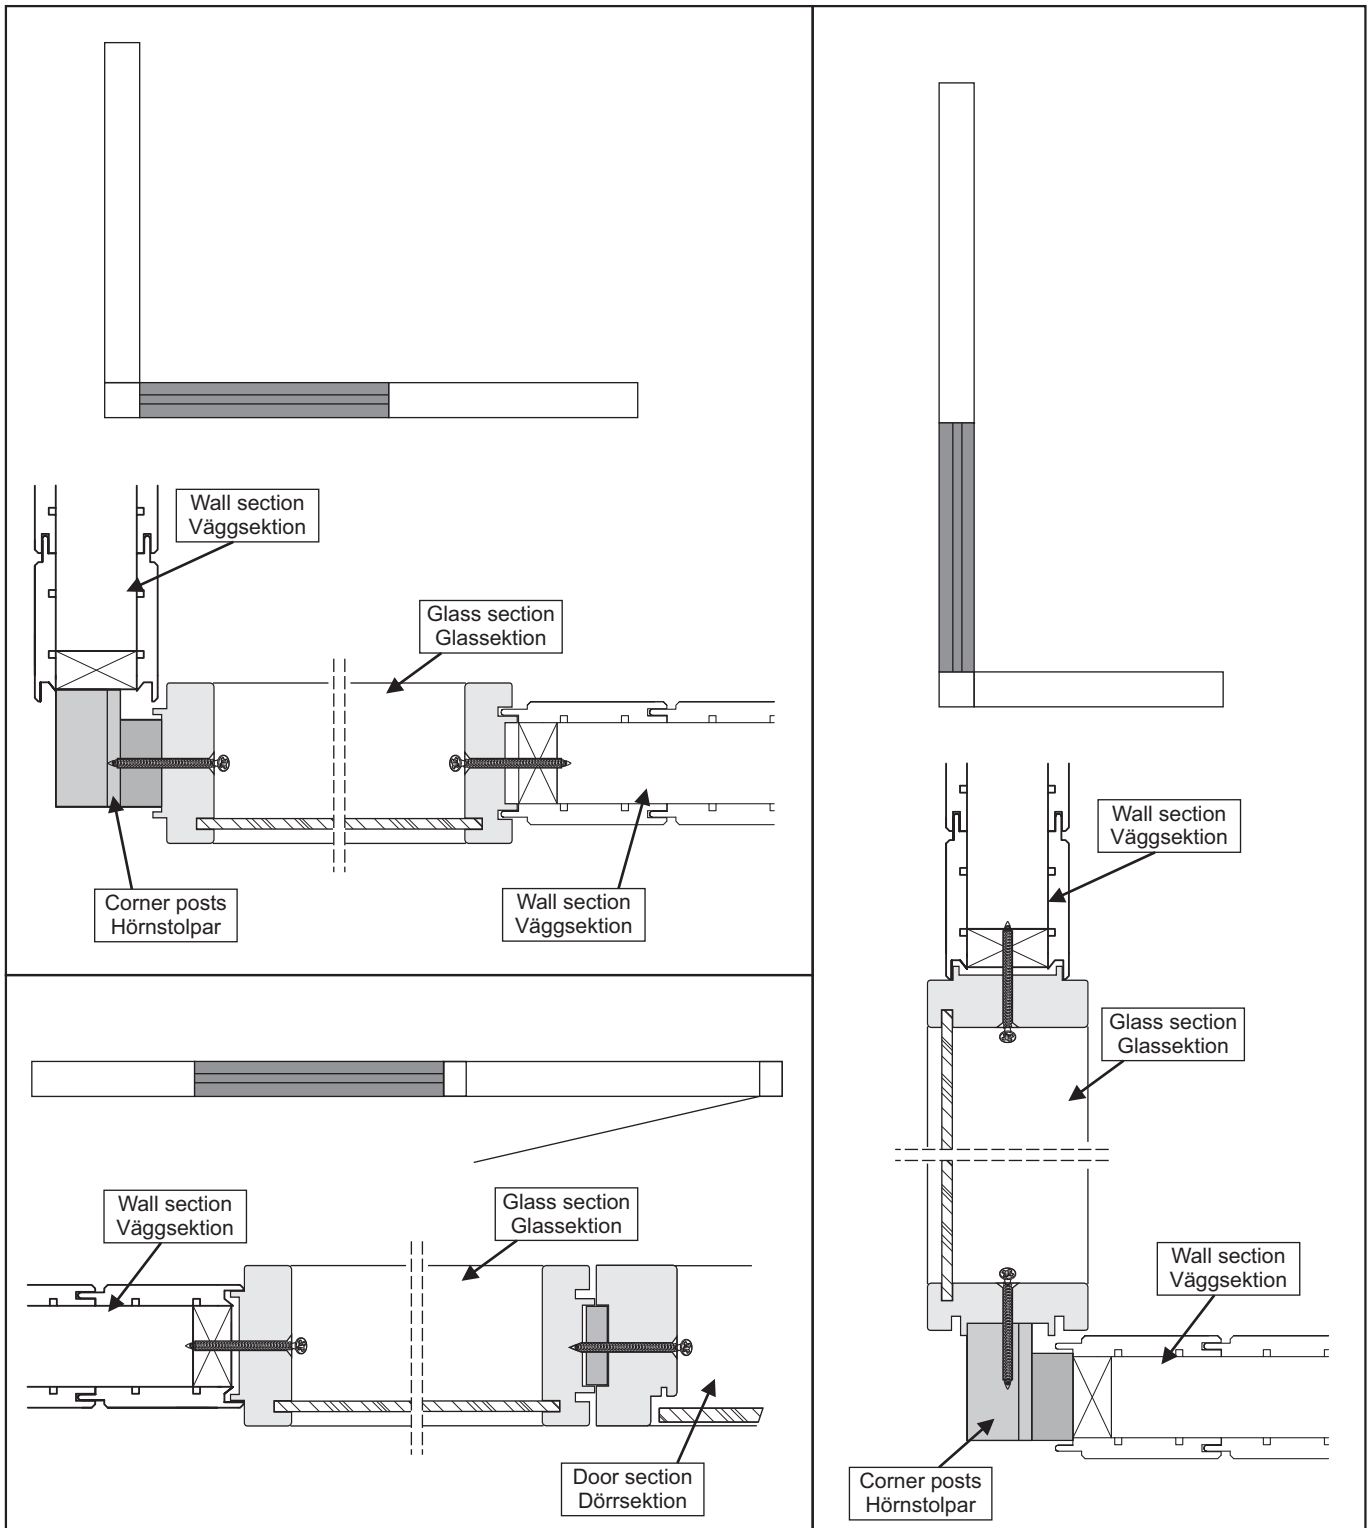 Wall section
Väggsektion
Glass section
Glassektion
Corner posts
Hörnstolpar
Wall section
Väggsektion
Wall section
Väggsektion
Glass section
Glassektion
Door section
Dörrsektion
Wall section
Väggsektion
Glass section
Glassektion
Wall section
Väggsektion
Corner posts
Hörnstolpar